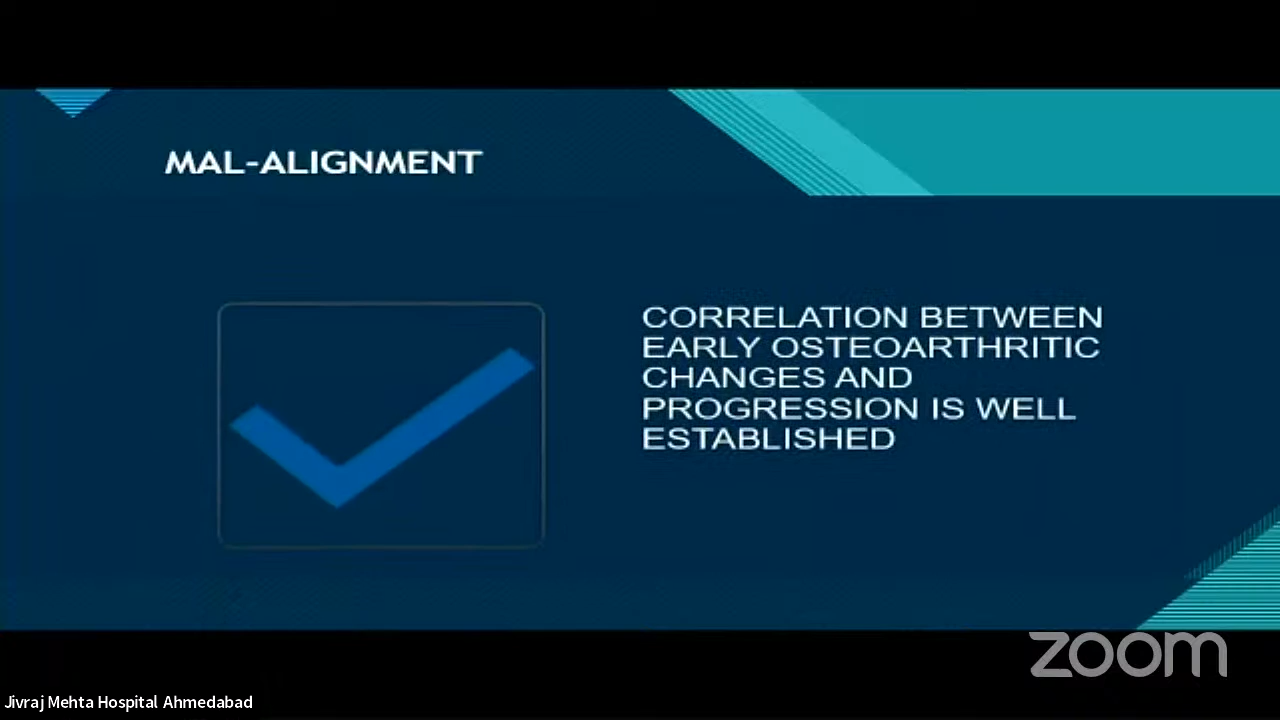 MAL-ALIGNMENT
CORRELATION BETWEEN
EARLY OSTEOARTHRITIC
CHANGES AND
PROGRESSION IS WELL
ESTABLISHED
zoom
Jivraj Mehta Hospital Ahmedabad